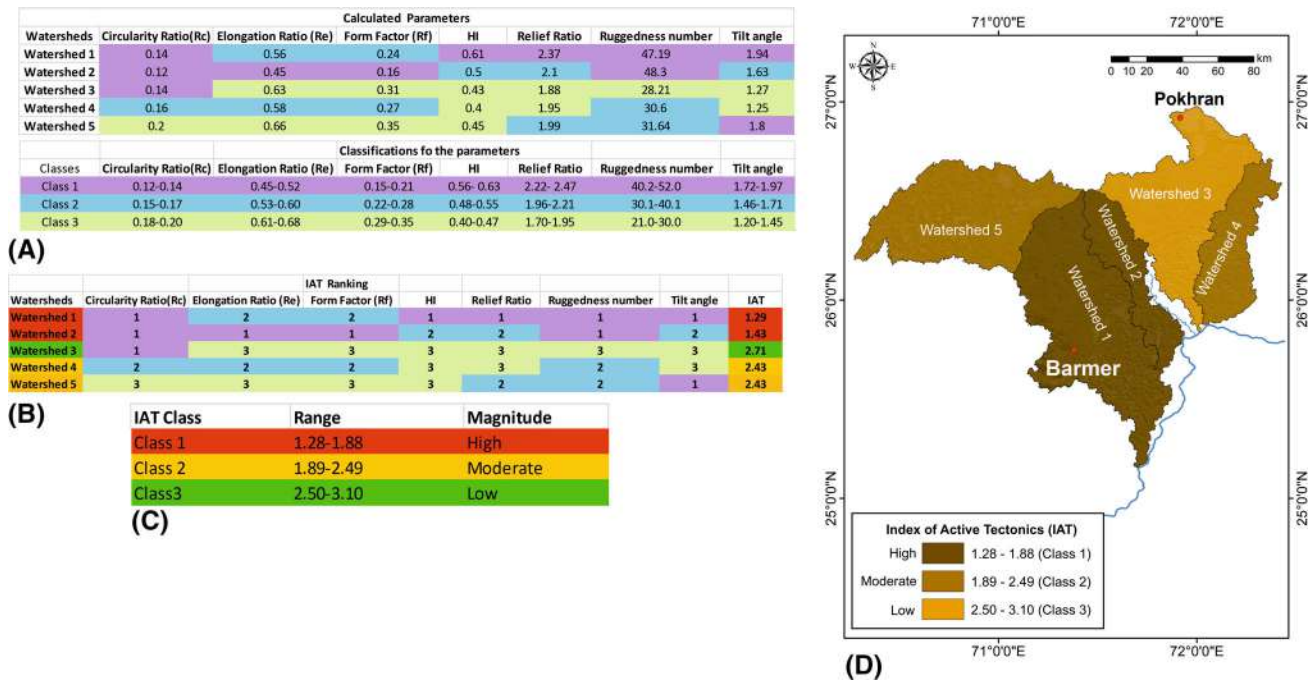 Calculated Parameters
Watersheds Circularity Ratio(Rc) Elongation Ratio (Re) Form Factor (Rf) HI Relief Ratio Ruggedness number Tilt angle
Watershed 1 0.14 0.56 0.24 0.61 2.37 47.19 1.94
Watershed 2 0.12 0.45 0.16 0.5 2.1 48.3 1.63
Watershed 3 0.14 0.63 0.31 0.43 1.88 28.21 1.27
Watershed 4 0.16 0.58 0.27 0.4 1.95 30.6 1.25
Watershed 5 0.2 0.66 0.35 0.45 1.99 31.64 1.8
Classifications fo the parameters
Classes Circularity Ratio(Rc) Elongation Ratio (Re) Form Factor (Rf) HI Relief Ratio Ruggedness number Tilt angle
Class 1 0.12-0.14 0.45-0.52 0.15-0.21 0.56- 0.63 2.22- 2.47 40.2-52.0 1.72-1.97
Class 2 0.15-0.17 0.53-0.60 0.22-0.28 0.48-0.55 1.96-2.21 30.1-40.1 1.46-1.71
Class 3 0.18-0.20 0.61-0.68 0.29-0.35 0.40-0.47 1.70-1.95 21.0-30.0 1.20-1.45
(A)
IAT Ranking
Watersheds Circularity Ratio(Rc) Elongation Ratio (Re) Form Factor (Rf) HI Relief Ratio Ruggedness number Tilt angle IAT
Watershed 1 1 2 2 1 1 1 1 1.29
Watershed 2 1 1 1 2 2 1 2 1.43
Watershed 3 1 3 3 3 3 3 3 2.71
Watershed 4 2 2 2 3 3 2 3 2.43
Watershed 5 3 3 3 3 2 2 1 2.43
(B)
IAT Class Range Magnitude
Class 1 1.28-1.88 High
Class 2 1.89-2.49 Moderate
Class3 2.50-3.10 Low
(C)
71°0'0"E 72°0'0"E
N
W E
S
km
0 10 20 40 60 80
27°0'0"N
26°0'0"N
25°0'0"N
Pokhran
Watershed 3
Watershed 4
Watershed 5
Watershed 2
Watershed 1
Barmer
27°0'0"N
26°0'0"N
25°0'0"N
Index of Active Tectonics (IAT)
High 1.28 - 1.88 (Class 1)
Moderate 1.89 - 2.49 (Class 2)
Low 2.50 - 3.10 (Class 3)
71°0'0"E 72°0'0"E
(D)